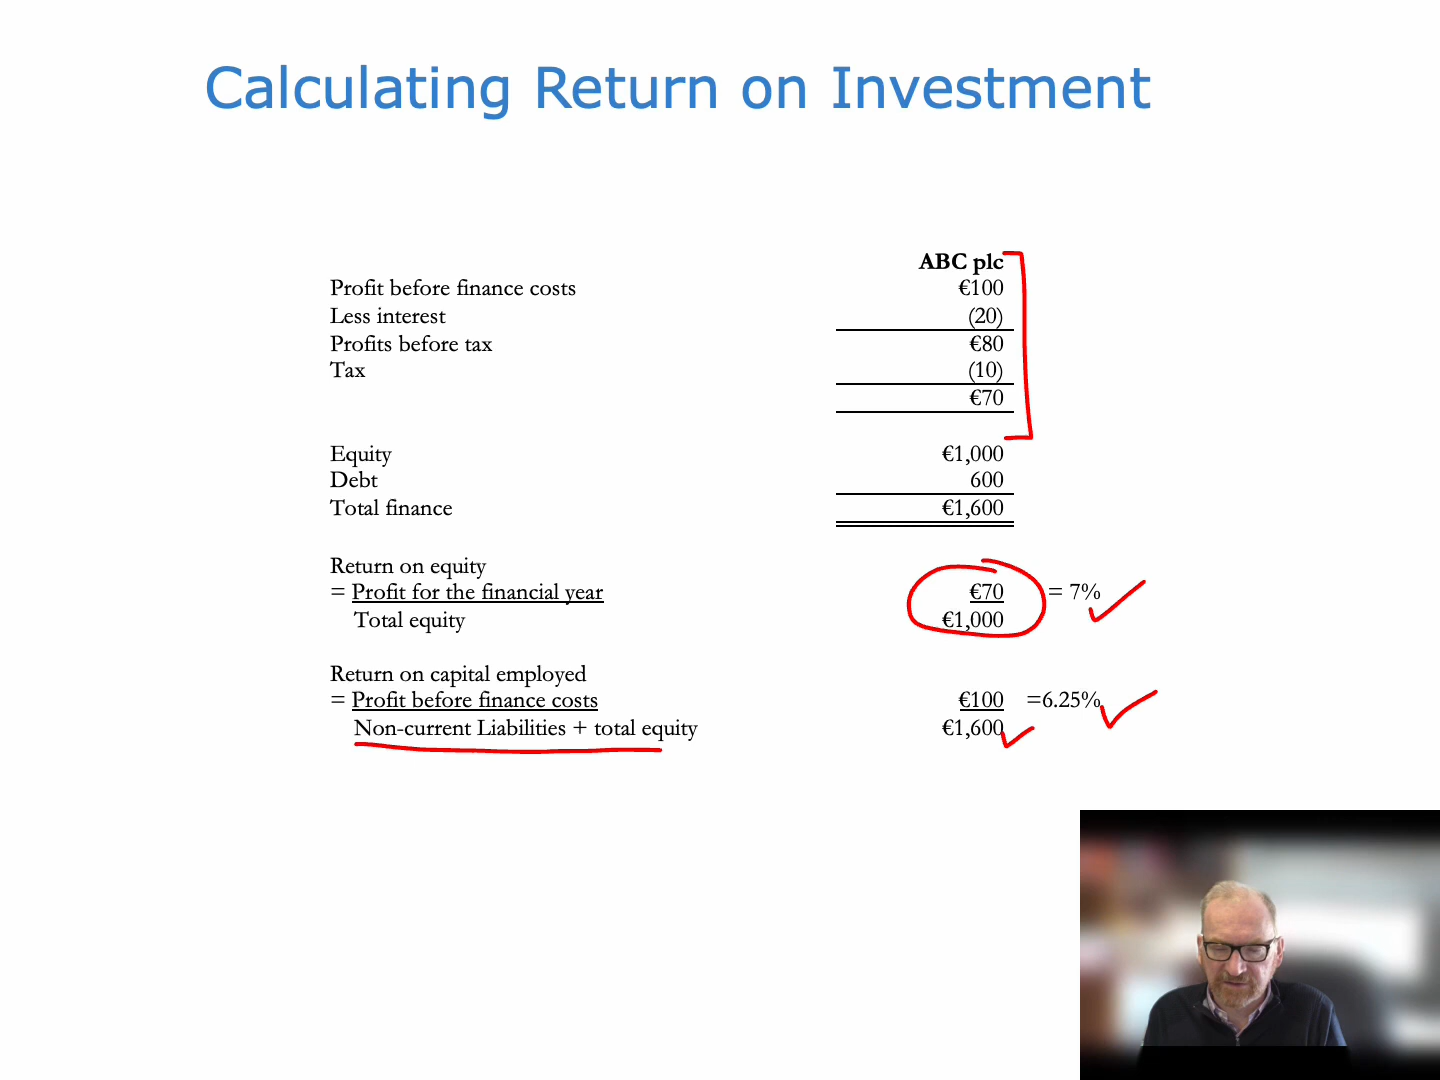 Calculating Return on Investment
ABC plc
Profit before finance costs €100
Less interest (20)
Profits before tax €80
Tax (10)
€70
Equity €1,000
Debt 600
Total finance €1,600
Return on equity
= Profit for the financial year €70 = 7%
Total equity €1,000
Return on capital employed
= Profit before finance costs €100 =6.25%
Non-current Liabilities + total equity €1,600